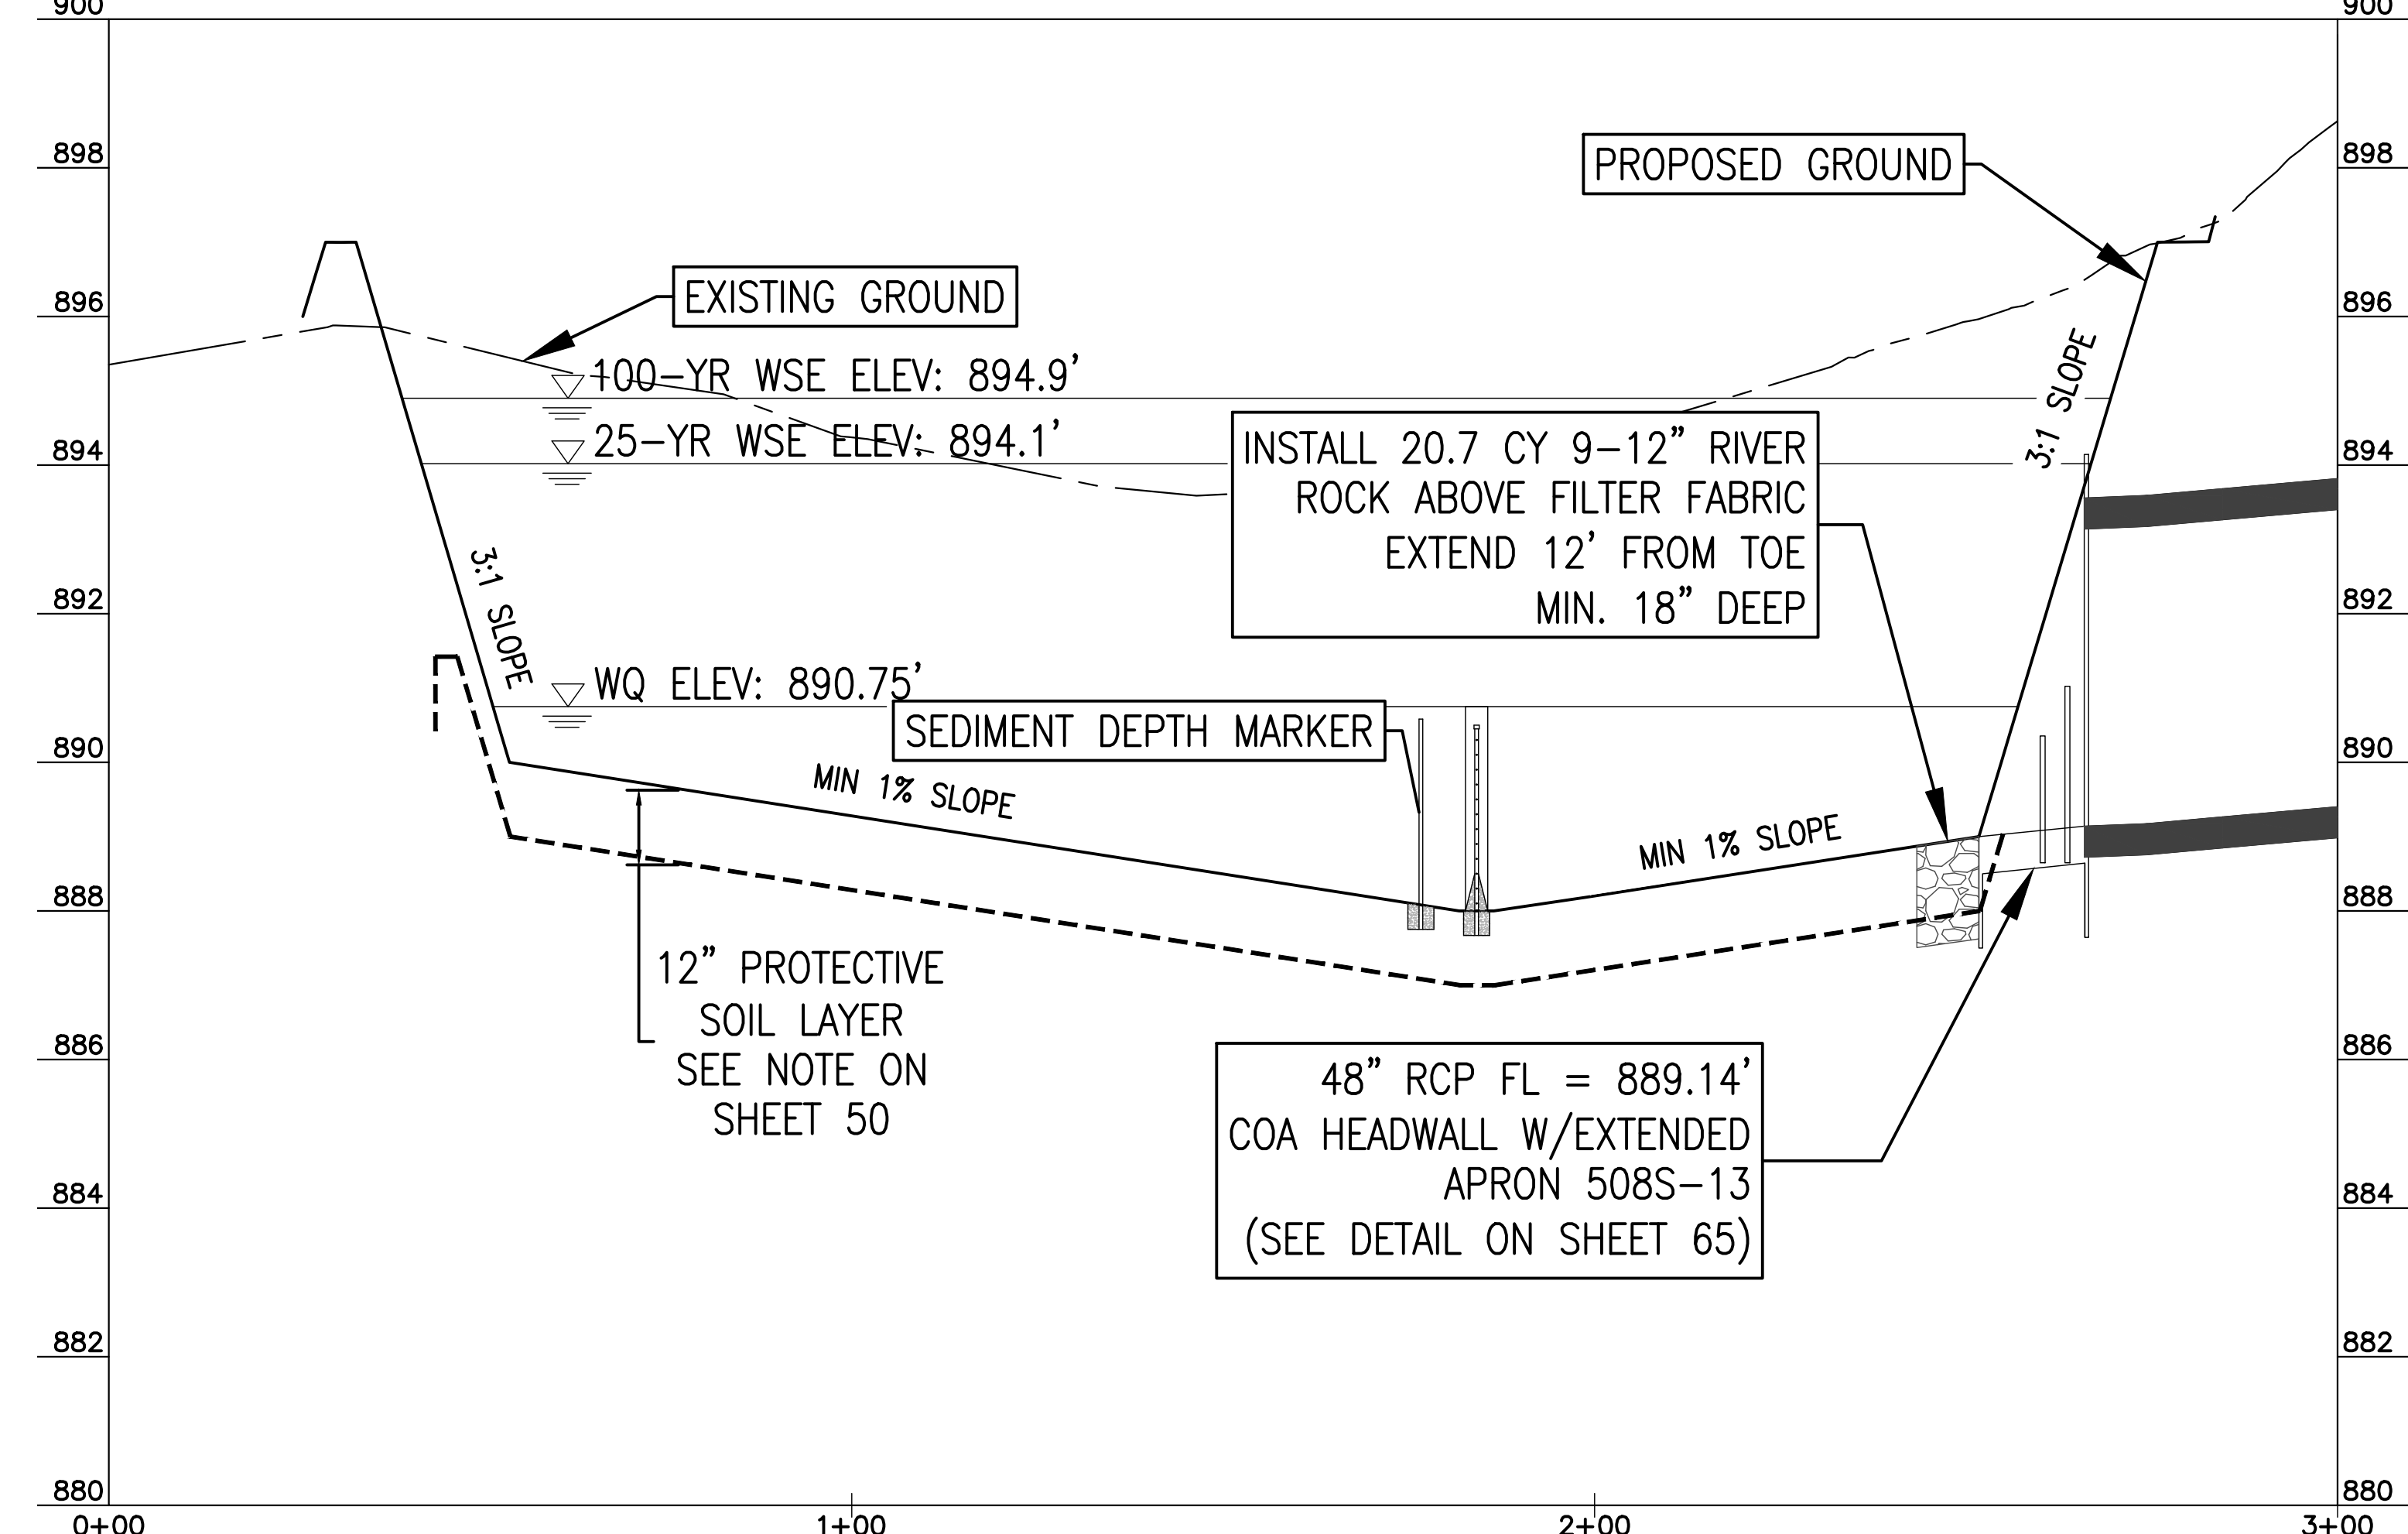 900
900
898
898
PROPOSED GROUND
896
896
EXISTING GROUND
100-YR WSE ELEV: 894.9'
3:1 SLOPE
25-YR WSE ELEV: 894.1'
894
894
INSTALL 20.7 CY 9-12" RIVER
ROCK ABOVE FILTER FABRIC
EXTEND 12' FROM TOE
MIN. 18" DEEP
3:1 SLOPE
892
892
WQ ELEV: 890.75'
SEDIMENT DEPTH MARKER
890
890
MIN 1% SLOPE
MIN 1% SLOPE
888
888
12" PROTECTIVE
SOIL LAYER
SEE NOTE ON
SHEET 50
886
886
48" RCP FL = 889.14'
COA HEADWALL W/EXTENDED
APRON 508S-13
(SEE DETAIL ON SHEET 65)
884
884
882
882
880
880
0+00
1+00
2+00
3+00